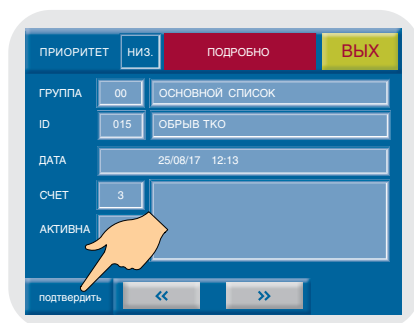 ПРИОРИТЕТ НИЗ. ПОДРОБНО ВЫХ
ГРУППА 00 ОСНОВНОЙ СПИСОК
ID 015 ОБРЫВ ТКО
ДАТА 25/08/17 12:13
СЧЕТ 3
АКТИВНА
подтвердить « »